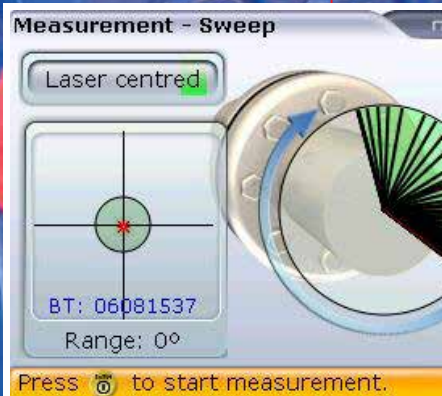 Measurement - Sweep
Laser centred
BT: 06081537
Range: 0º
Press to start measurement.